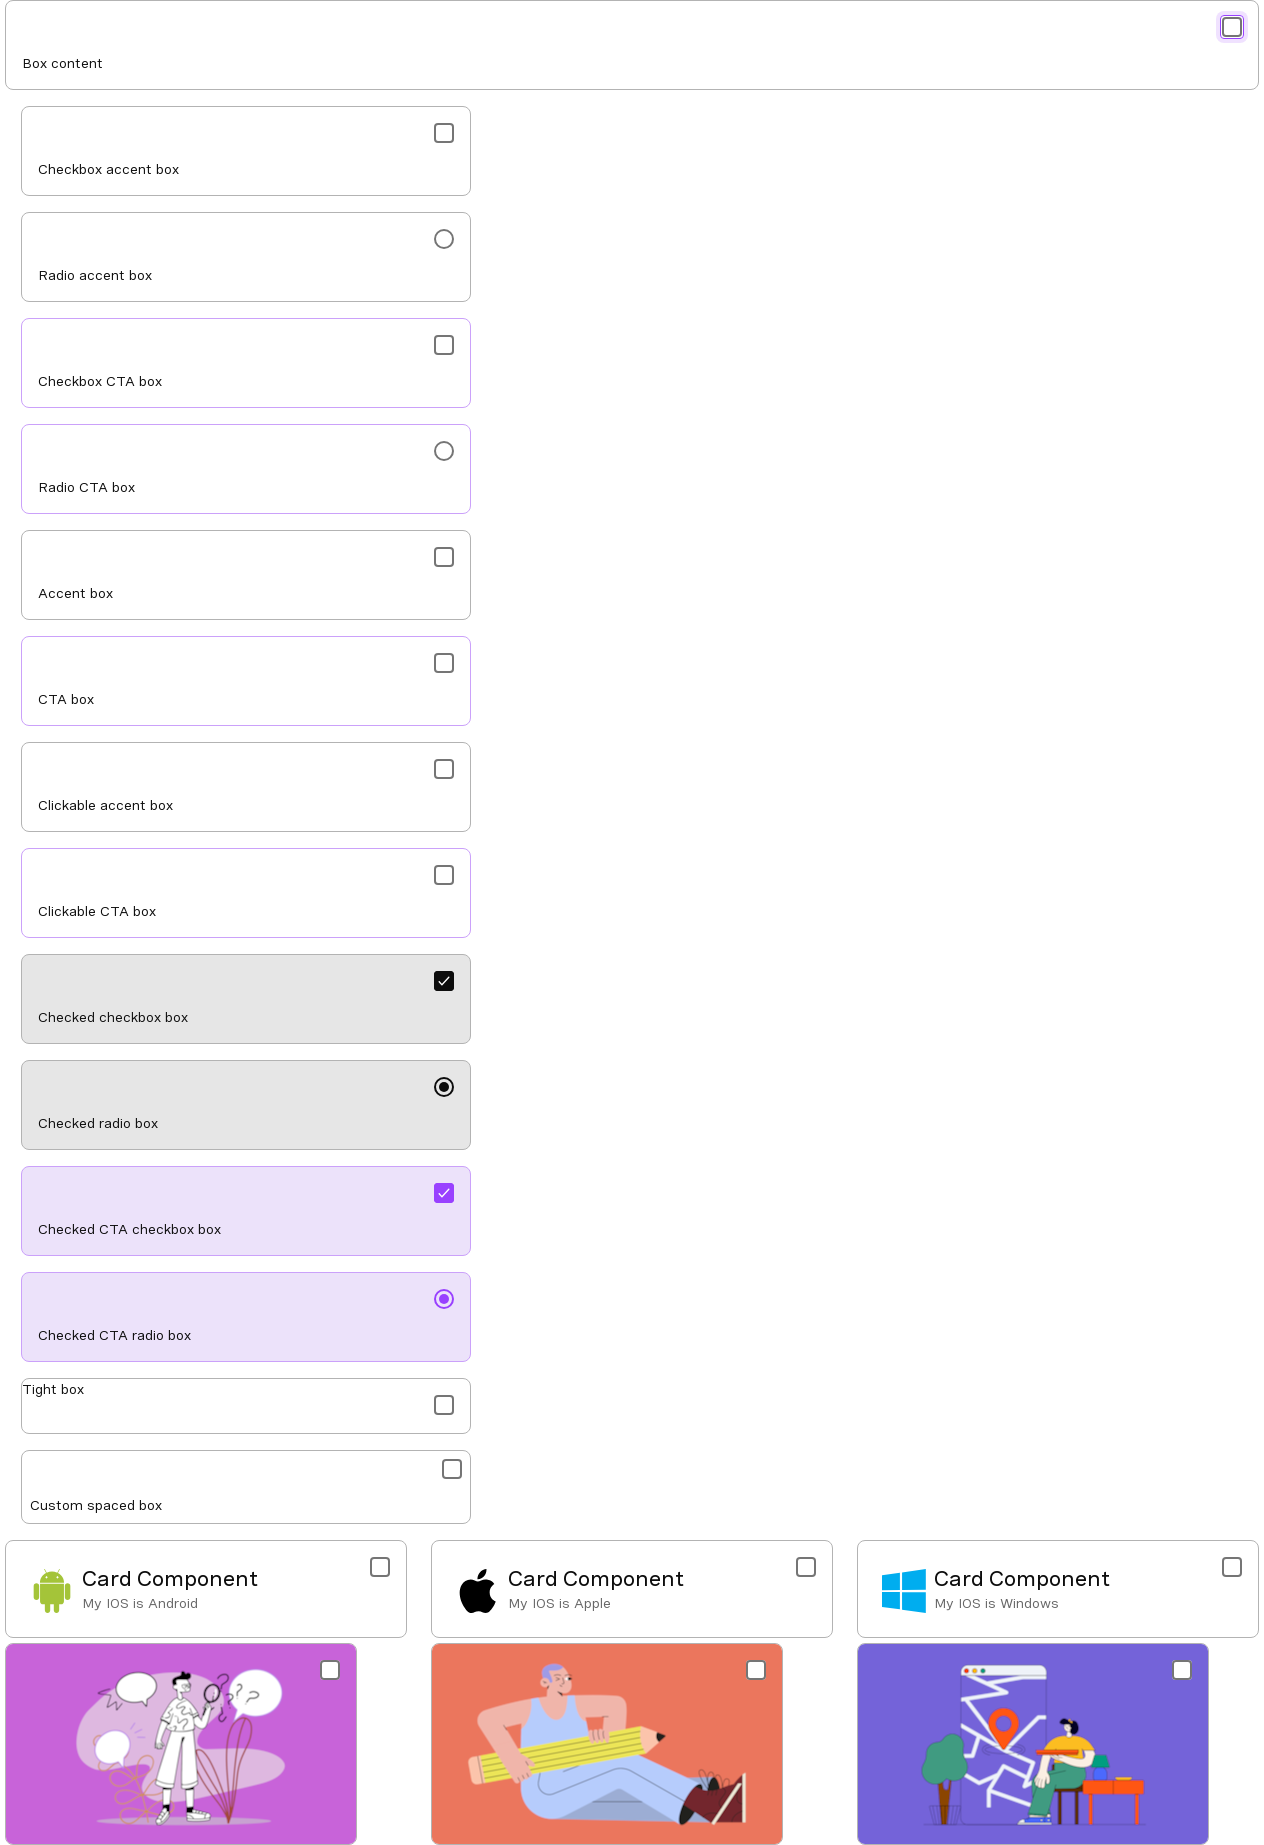 Box content
Checkbox accent box
Radio accent box
Checkbox CTA box
Radio CTA box
Accent box
CTA box
Clickable accent box
Clickable CTA box
Checked checkbox box
Checked radio box
Checked CTA checkbox box
Checked CTA radio box
Tight box
Custom spaced box
Card Component
My IOS is Android
Card Component
My IOS is Apple
Card Component
My IOS is Windows